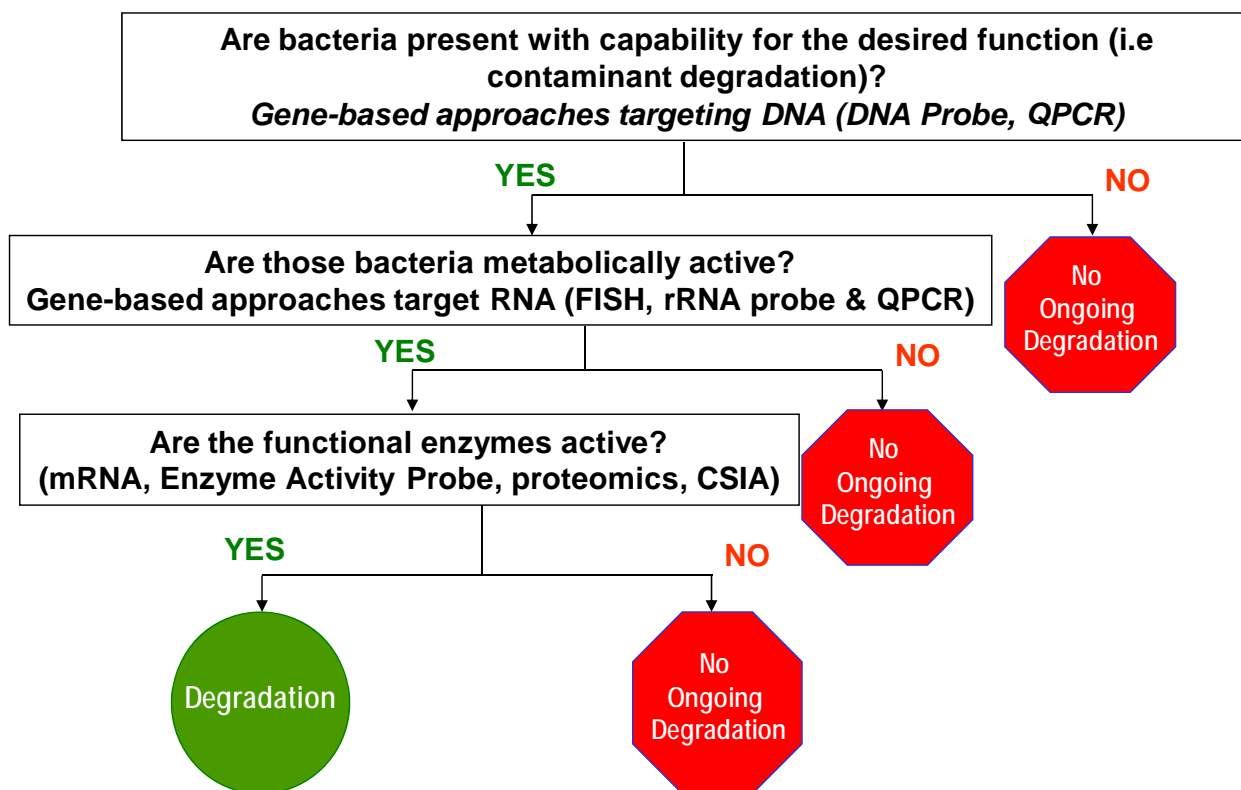 Are bacteria present with capability for the desired function (i.e
contaminant degradation)?
Gene-based approaches targeting DNA (DNA Probe, QPCR)
YES
NO
Are those bacteria metabolically active?
Gene-based approaches target RNA (FISH, rRNA probe & QPCR)
No
Ongoing
Degradation
YES
NO
Are the functional enzymes active?
(mRNA, Enzyme Activity Probe, proteomics, CSIA)
No
Ongoing
Degradation
YES
NO
Degradation
No
Ongoing
Degradation